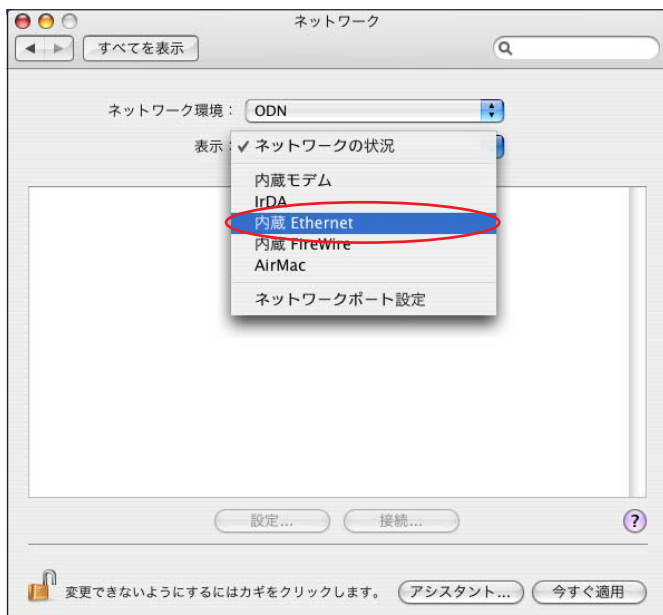 ネットワーク
すべてを表示
ネットワーク環境： ODN
表示： ✓ ネットワークの状況
内蔵モデム
IrDA
内蔵 Ethernet
内蔵 FireWire
AirMac
ネットワークポート設定
設定... 接続... ?
変更できないようにするにはカギをクリックします。 アシスタント... 今すぐ適用